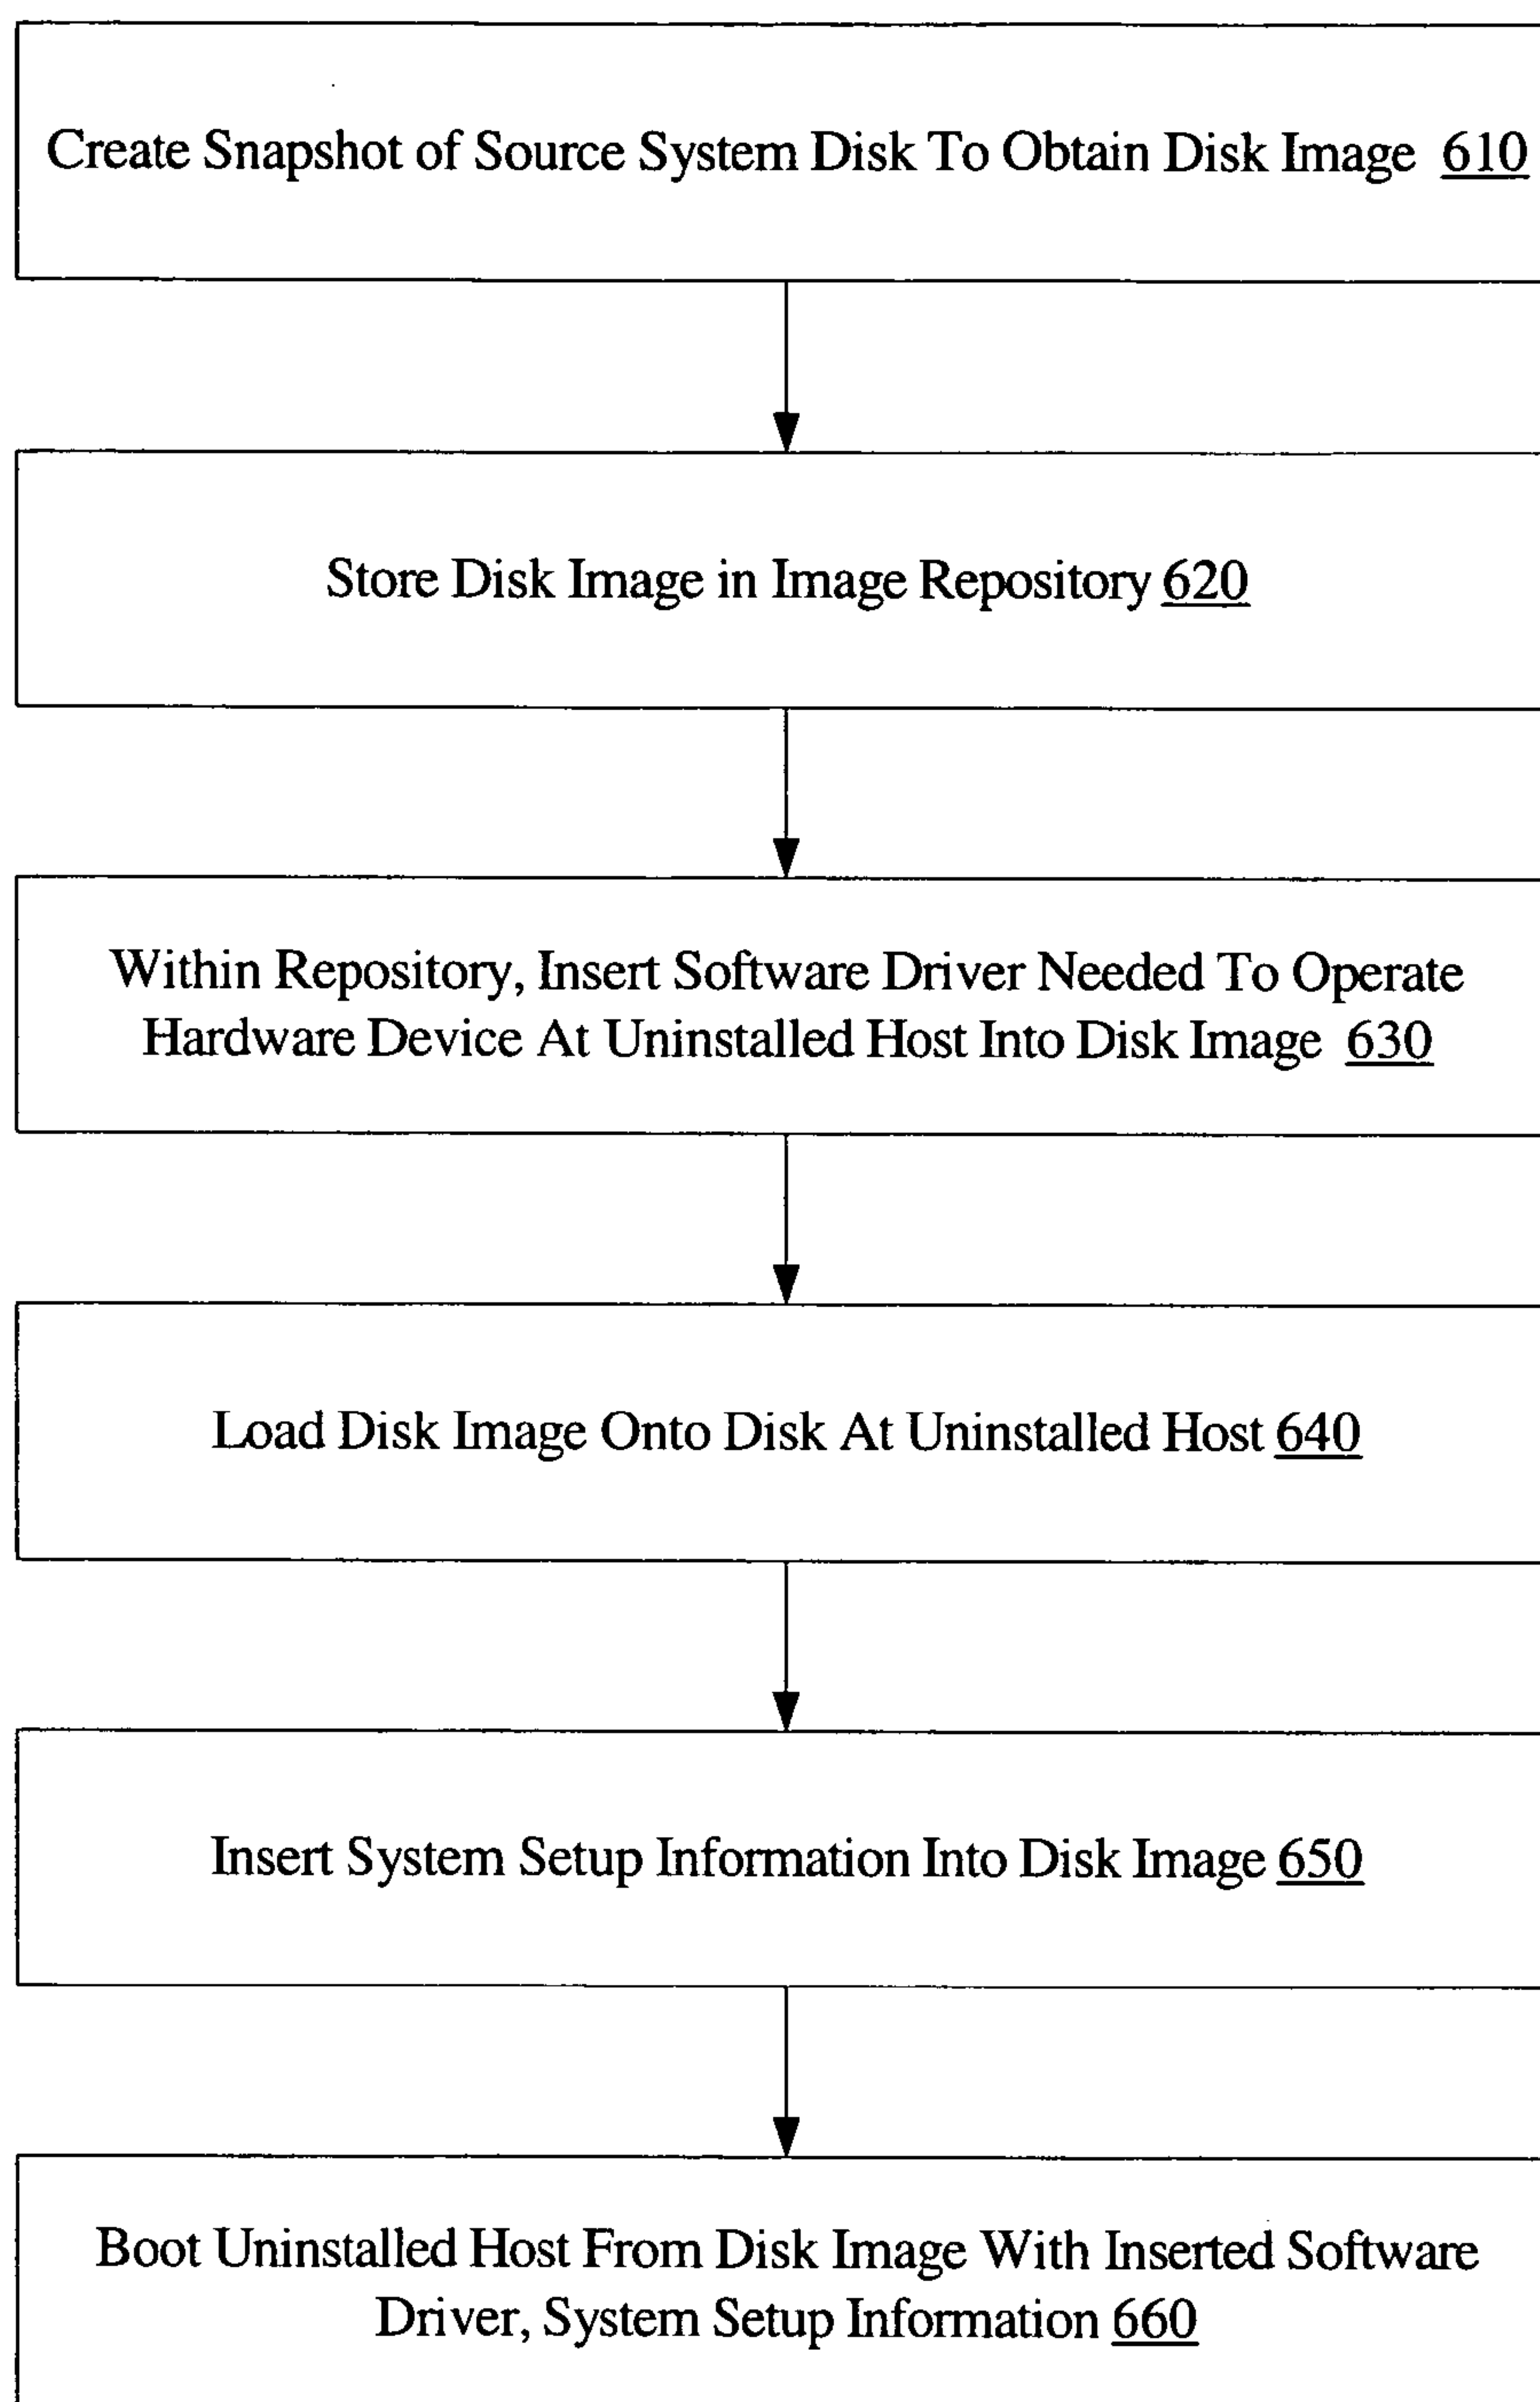 Create Snapshot of Source System Disk To Obtain Disk Image 610
Store Disk Image in Image Repository 620
Within Repository, Insert Software Driver Needed To Operate
Hardware Device At Uninstalled Host Into Disk Image 630
Load Disk Image Onto Disk At Uninstalled Host 640
Insert System Setup Information Into Disk Image 650
Boot Uninstalled Host From Disk Image With Inserted Software
Driver, System Setup Information 660